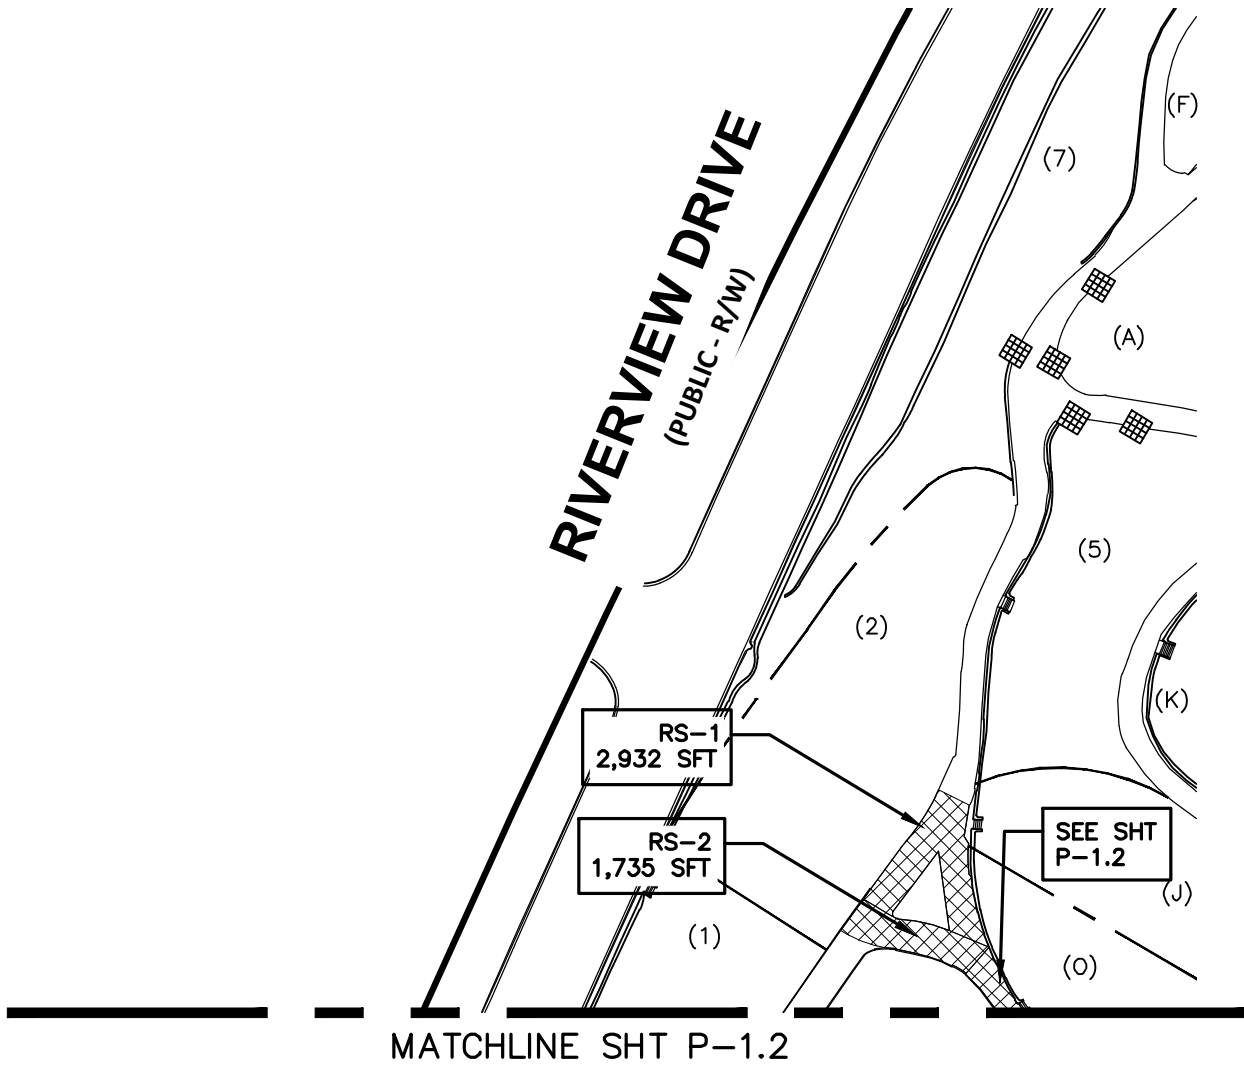 (F)
(7)
RIVERVIEW DRIVE
(PUBLIC - R/W)
(A)
(5)
(2)
(K)
RS-1
2,932 SFT
RS-2
1,735 SFT
SEE SHT
P-1.2
(J)
(1)
(O)
MATCHLINE SHT P-1.2